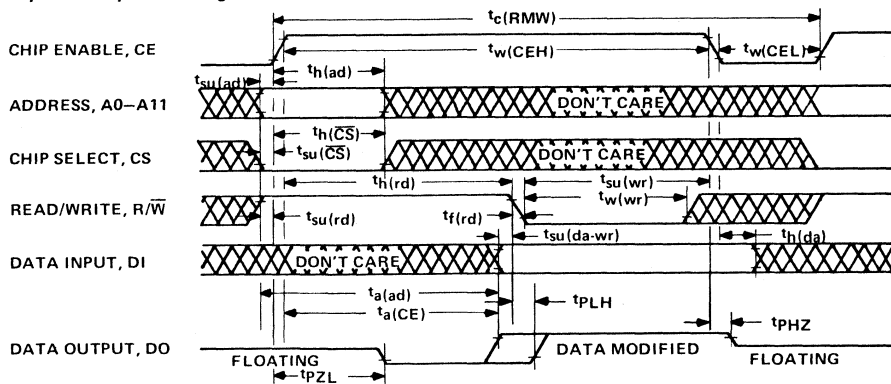 tc(RMW)
CHIP ENABLE, CE
tw(CEH)
tw(CEL)
tsu(ad)
th(ad)
ADDRESS, A0–A11
DON'T CARE
th(C̅S̅)
CHIP SELECT, CS
tsu(C̅S̅)
DON'T CARE
th(rd)
tsu(wr)
READ/WRITE, R/W̅
tw(wr)
tsu(rd)
tf(rd)
tsu(da-wr)
th(da)
DATA INPUT, DI
DON'T CARE
ta(ad)
ta(CE)
tPLH
tPHZ
DATA OUTPUT, DO
FLOATING
DATA MODIFIED
FLOATING
tPZL